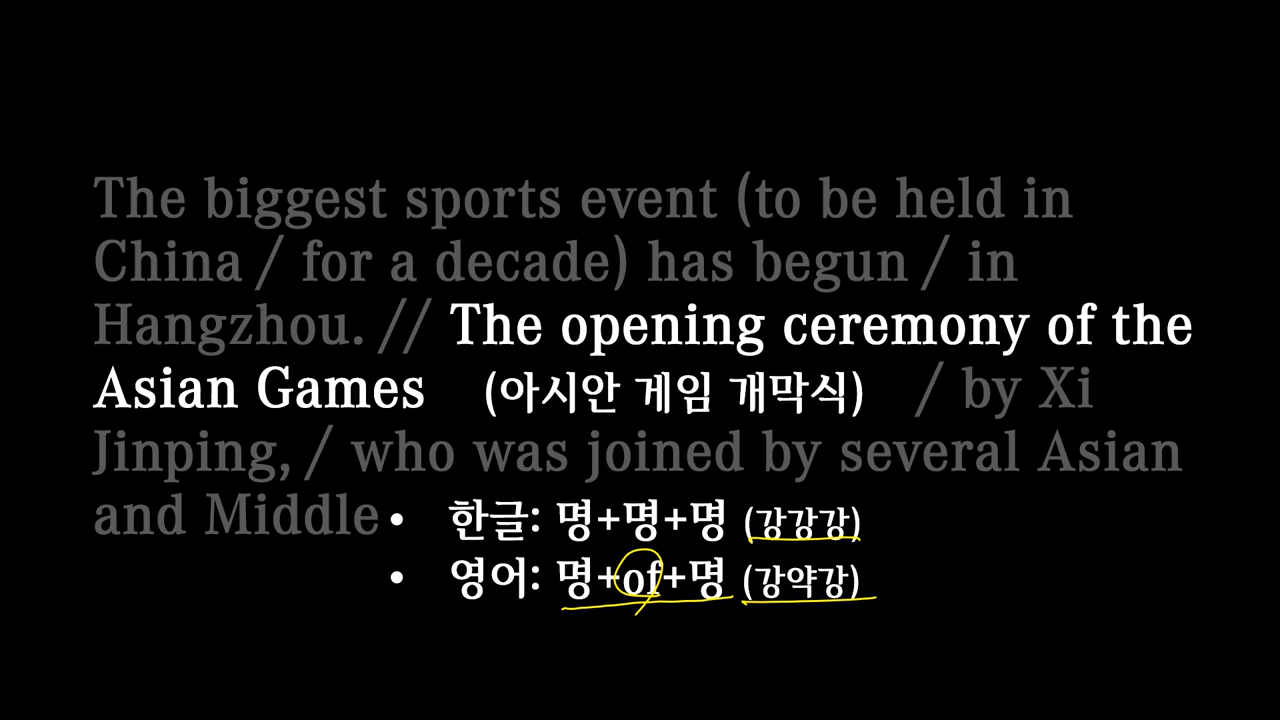 The biggest sports event (to be held in
China / for a decade) has begun / in
Hangzhou. // The opening ceremony of the
Asian Games (아시안 게임 개막식) / by Xi
Jinping, / who was joined by several Asian
and Middle
• 한글: 명+명+명 (강강강)
• 영어: 명+of+명 (강약강)